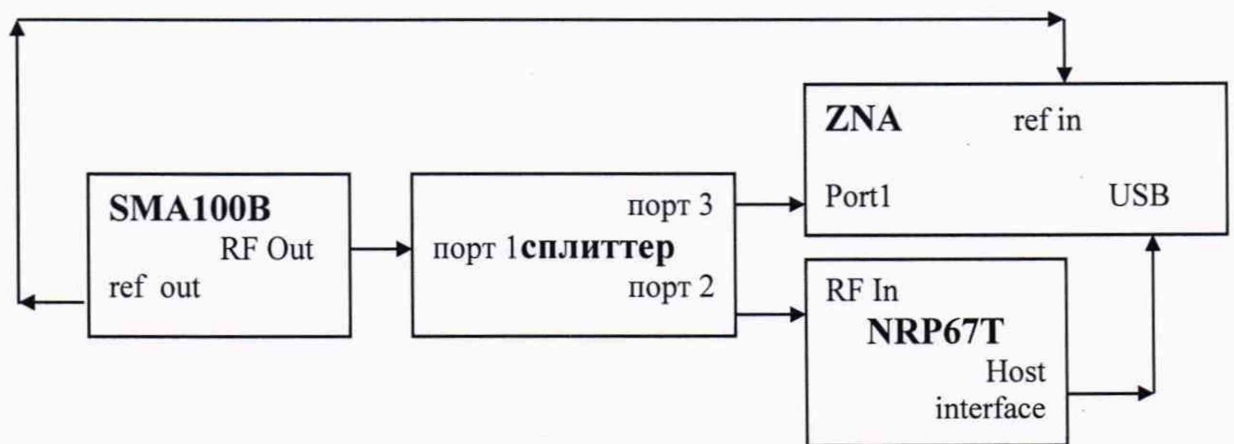 ZNA ref in
Port1 USB
SMA100B
RF Out
ref out
порт 3
порт 1сплиттер
порт 2
RF In
NRP67T
Host
interface